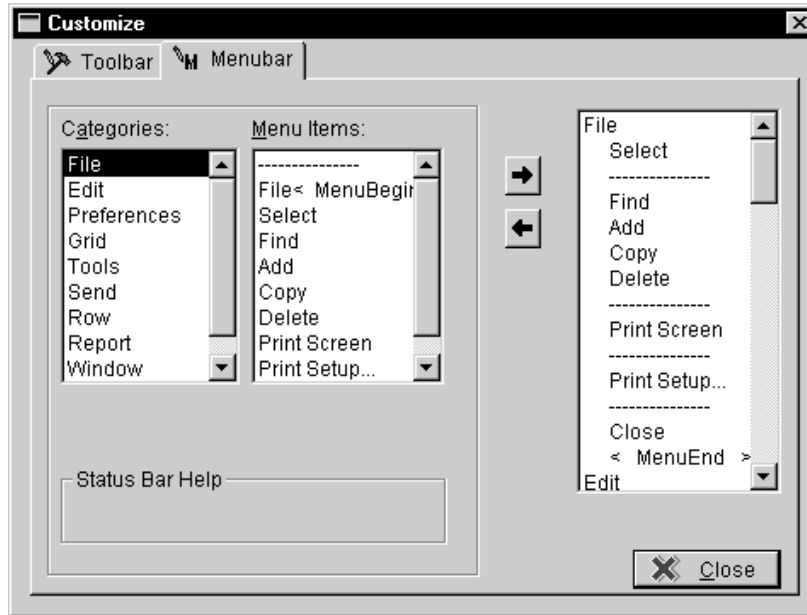 Customize
Toolbar
Menubar
Categories:
File
Edit
Preferences
Grid
Tools
Send
Row
Report
Window
Menu Items:
---------------
File< MenuBegin
Select
Find
Add
Copy
Delete
Print Screen
Print Setup...
Status Bar Help
File
Select
---------------
Find
Add
Copy
Delete
---------------
Print Screen
---------------
Print Setup...
---------------
Close
< MenuEnd >
Edit
Close